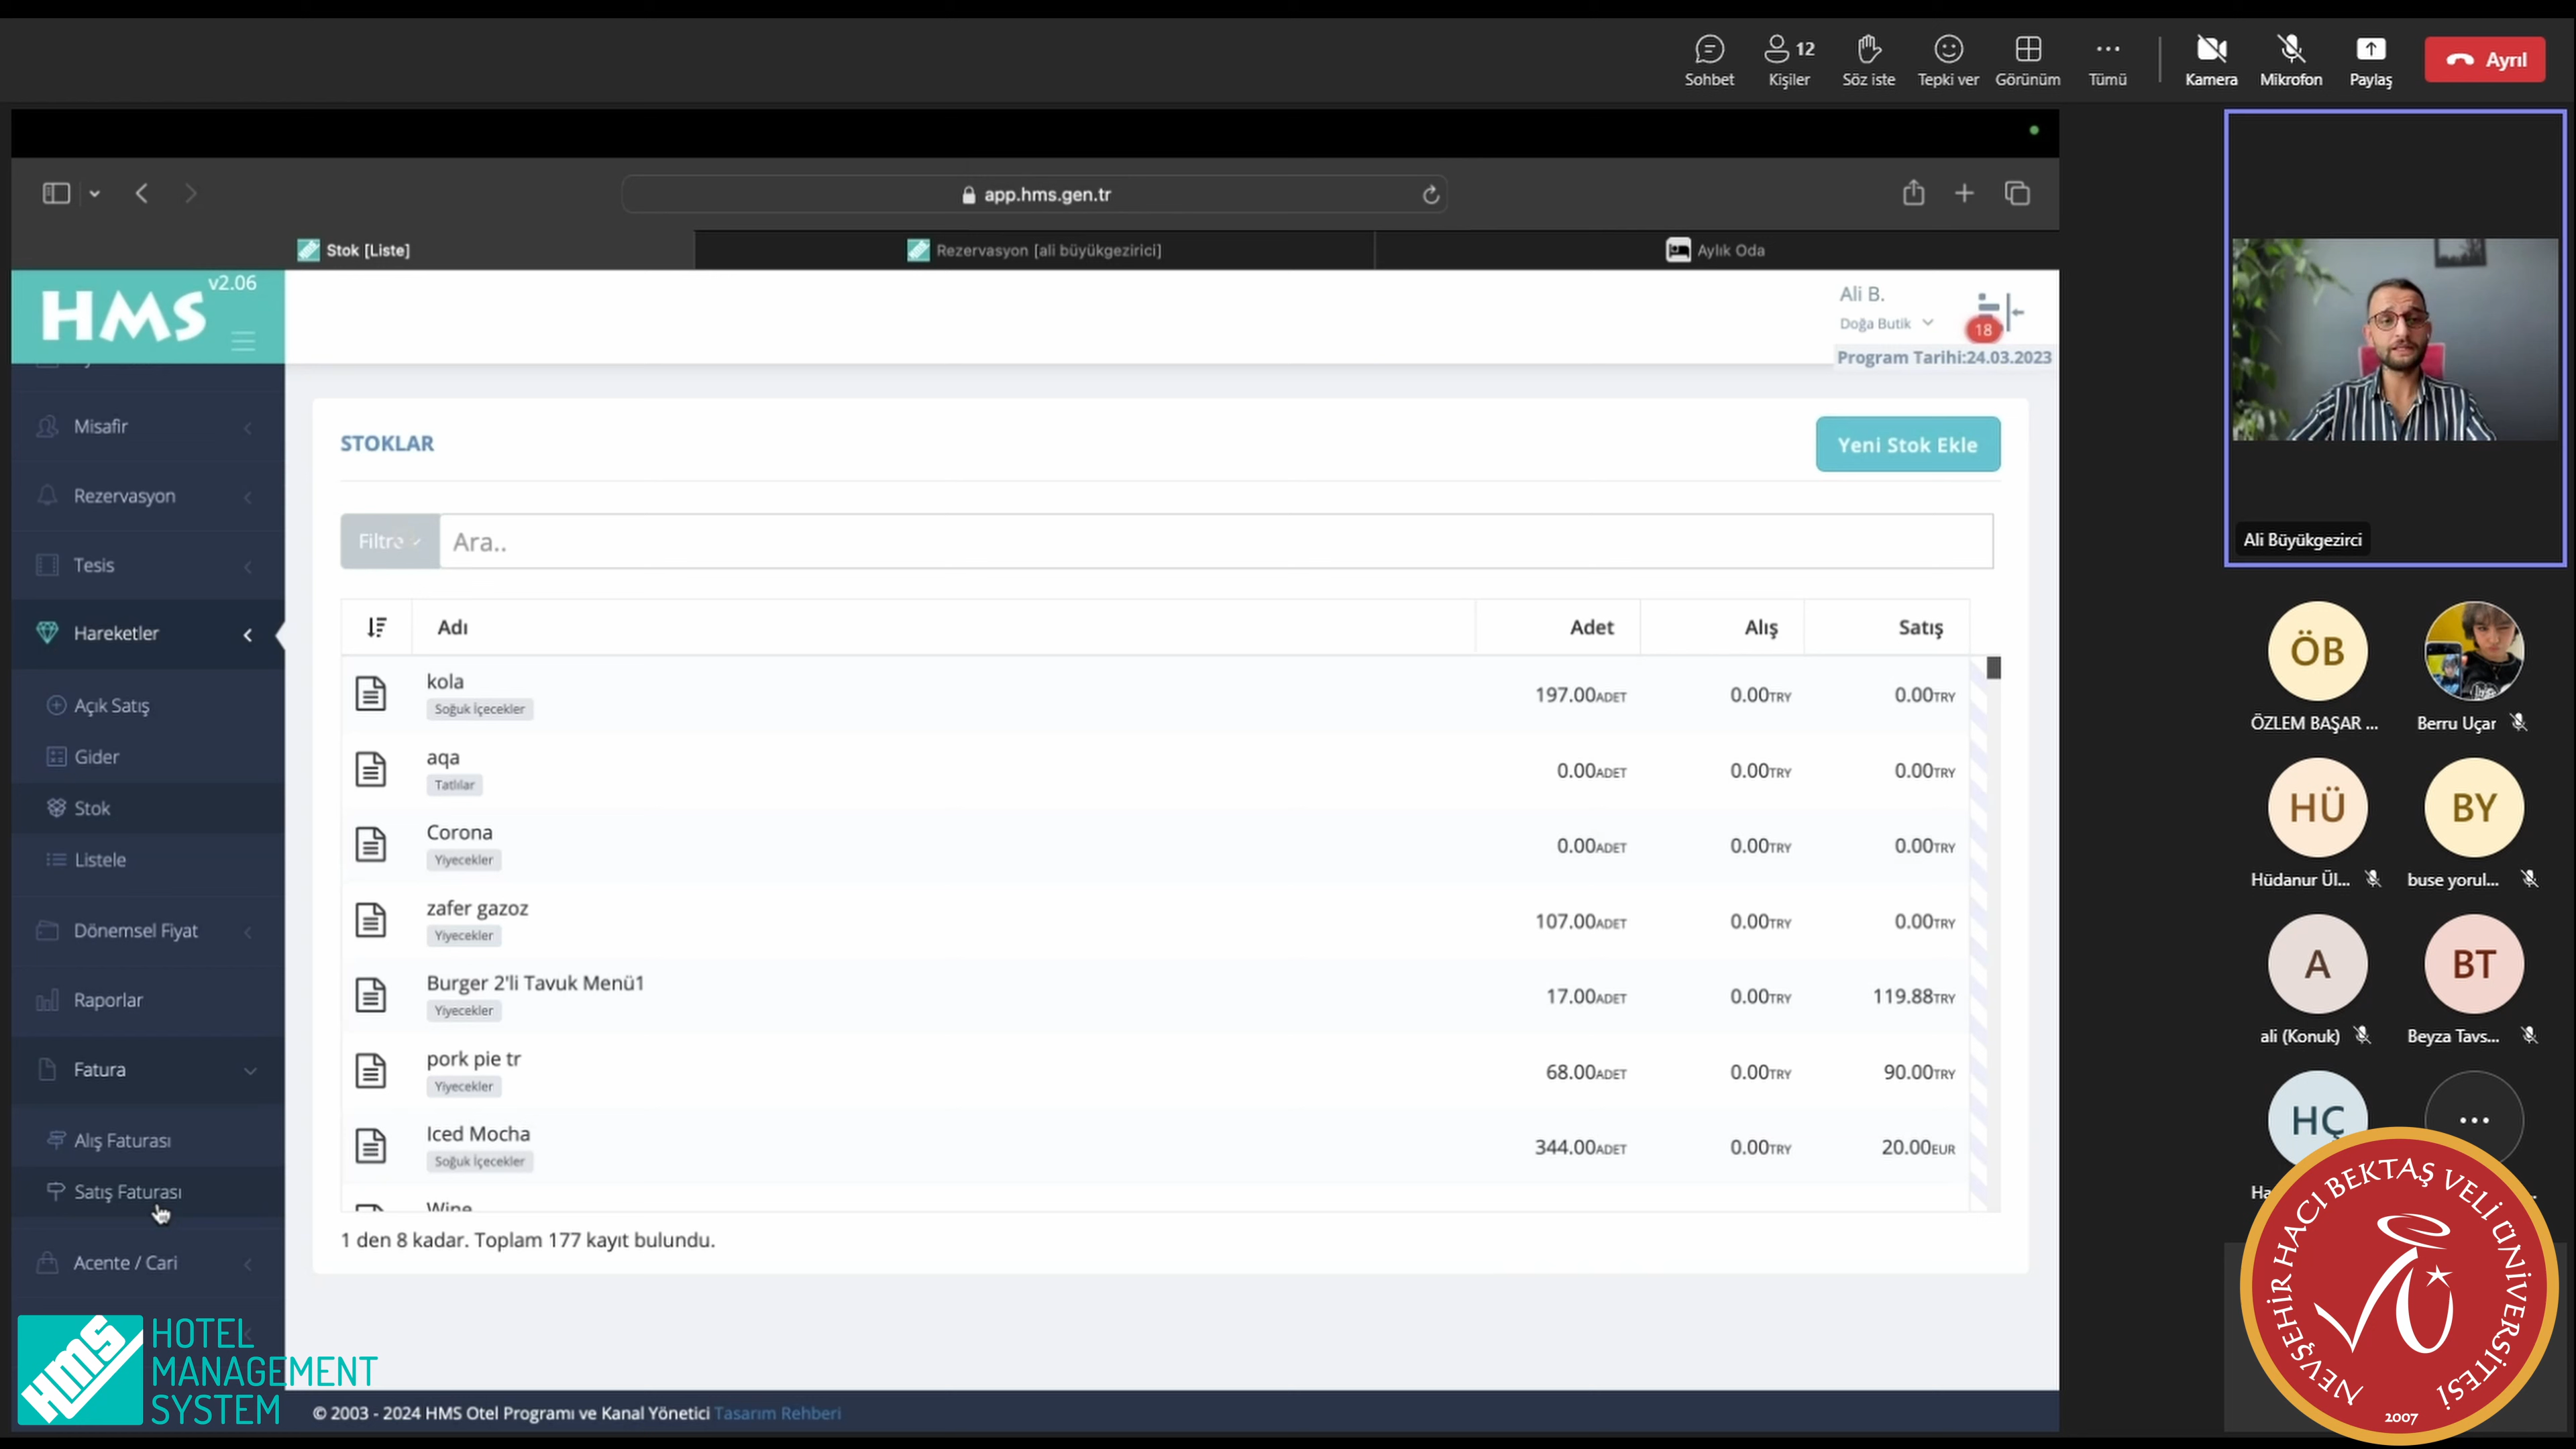 Sohbet
12
Kişiler
Söz iste
Tepki ver
Görünüm
Tümü
Kamera
Mikrofon
Paylaş
Ayrıl
app.hms.gen.tr
Stok [Liste]
Rezervasyon [ali büyükgezirici]
Aylık Oda
HMS
v2.06
Ali B.
Doğa Butik
18
Program Tarihi:24.03.2023
Misafir
Rezervasyon
Tesis
Hareketler
Açık Satış
Gider
Stok
Listele
Dönemsel Fiyat
Raporlar
Fatura
Alış Faturası
Satış Faturası
Acente / Cari
STOKLAR
Yeni Stok Ekle
Filtre
Ara..
Adı Adet Alış Satış
kola 197.00ADET 0.00TRY 0.00TRY
Soğuk İçecekler
aqa 0.00ADET 0.00TRY 0.00TRY
Tatlılar
Corona 0.00ADET 0.00TRY 0.00TRY
Yiyecekler
zafer gazoz 107.00ADET 0.00TRY 0.00TRY
Yiyecekler
Burger 2'li Tavuk Menü1 17.00ADET 0.00TRY 119.88TRY
Yiyecekler
pork pie tr 68.00ADET 0.00TRY 90.00TRY
Yiyecekler
Iced Mocha 344.00ADET 0.00TRY 20.00EUR
Soğuk İçecekler
Wine
1 den 8 kadar. Toplam 177 kayıt bulundu.
HMS
HOTEL
MANAGEMENT
SYSTEM
© 2003 - 2024 HMS Otel Programı ve Kanal Yönetici Tasarım Rehberi
Ali Büyükgezirci
ÖB
ÖZLEM BAŞAR ...
Berru Uçar
HÜ
Hüdanur Ül...
BY
buse yorul...
A
ali (Konuk)
BT
Beyza Tavs...
HÇ
NEVŞEHİR HACI BEKTAŞ VELİ ÜNİVERSİTESİ
2007